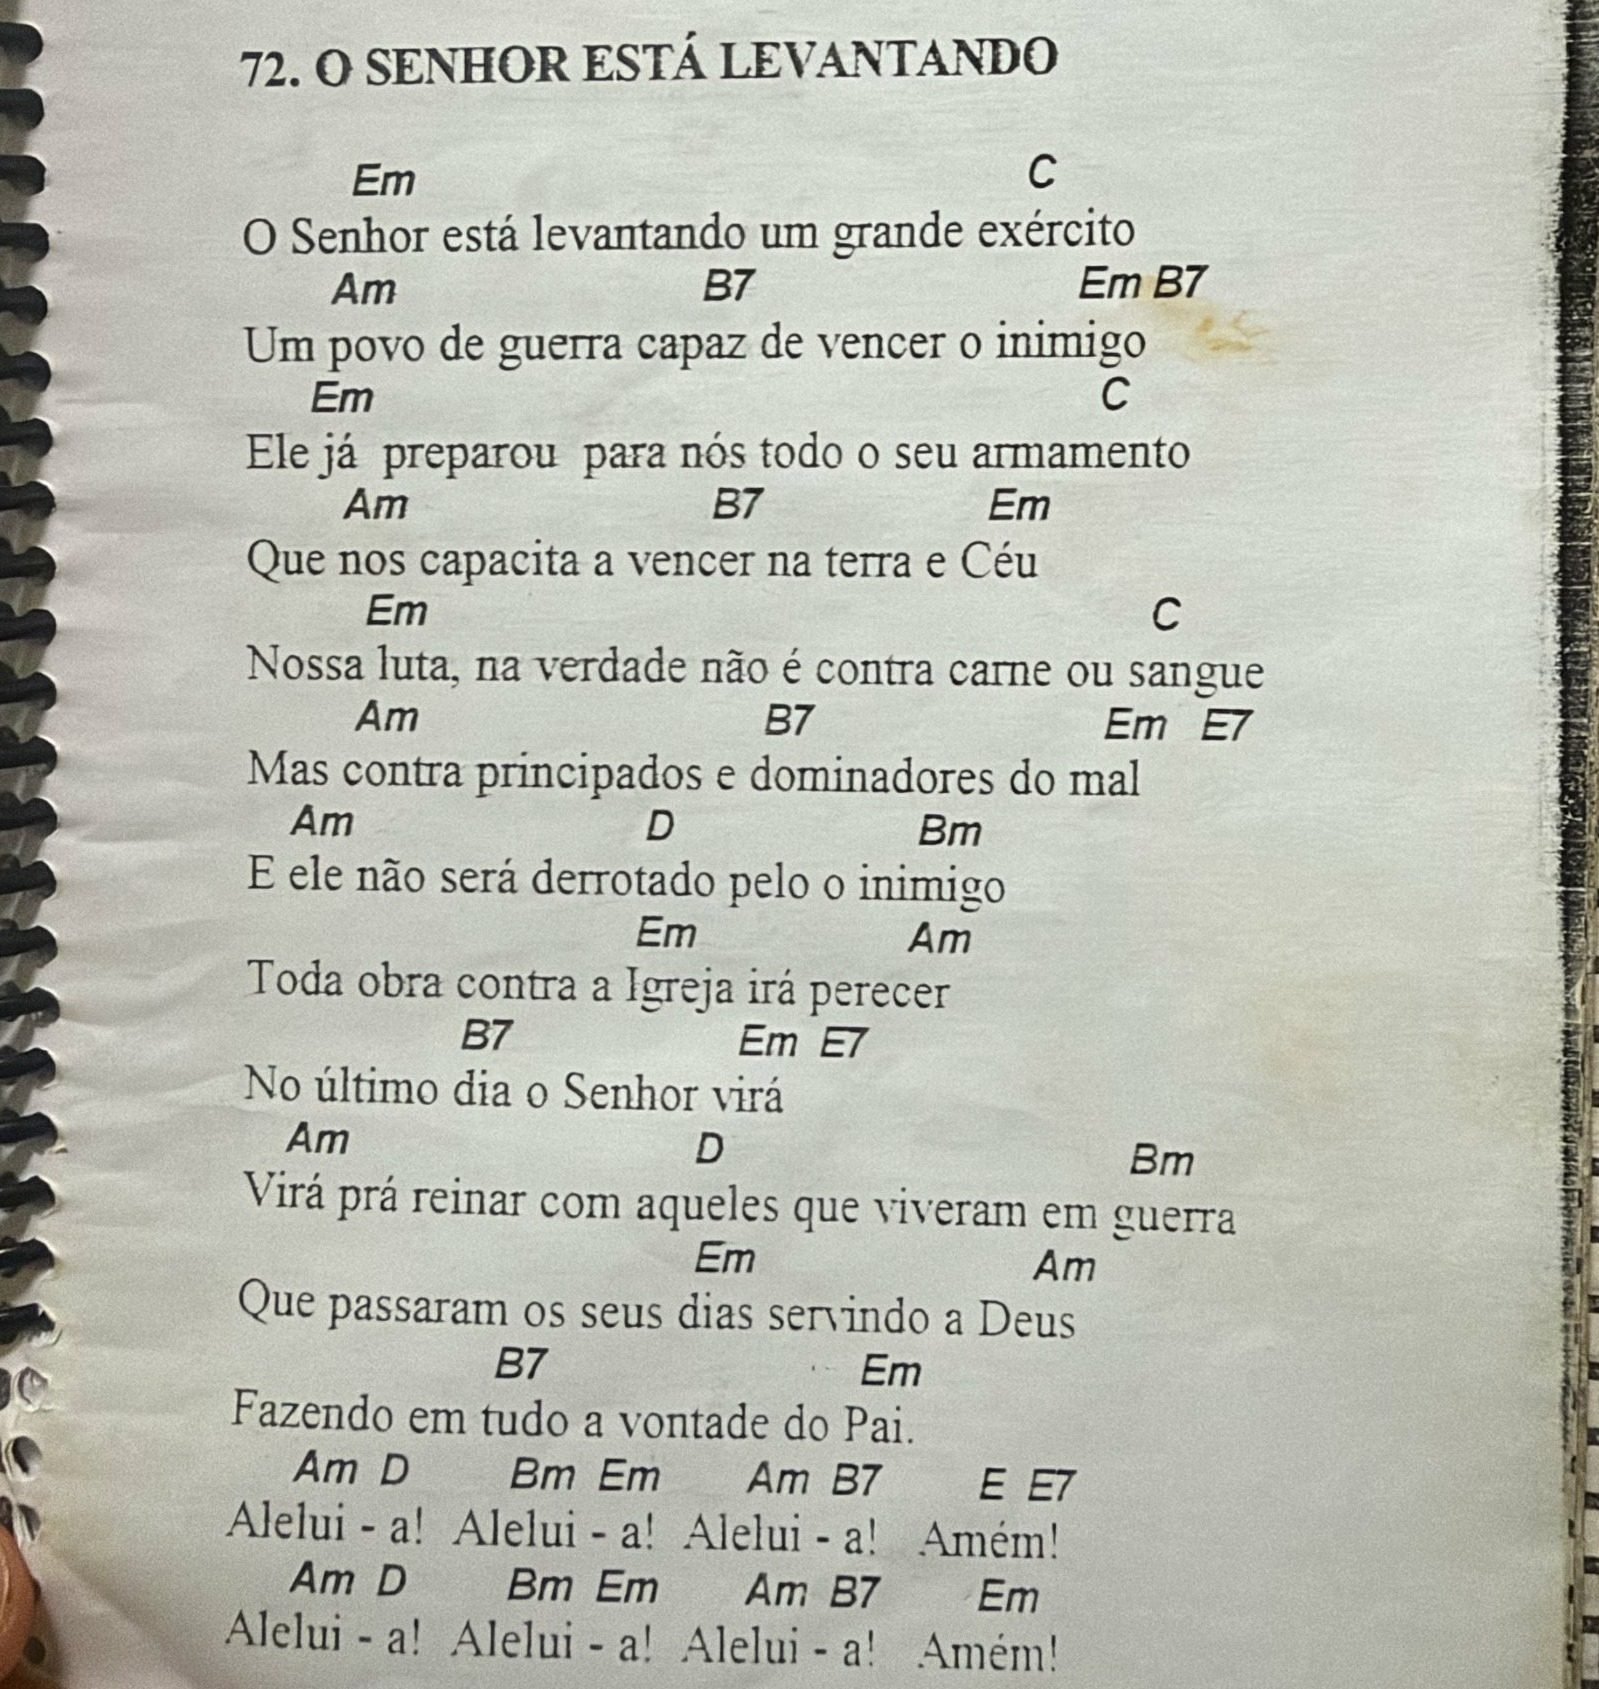 72. O SENHOR ESTÁ LEVANTANDO
Em C
O Senhor está levantando um grande exército
Am B7 Em B7
Um povo de guerra capaz de vencer o inimigo
Em C
Ele já preparou para nós todo o seu armamento
Am B7 Em
Que nos capacita a vencer na terra e Céu
Em C
Nossa luta, na verdade não é contra carne ou sangue
Am B7 Em E7
Mas contra principados e dominadores do mal
Am D Bm
E ele não será derrotado pelo o inimigo
Em Am
Toda obra contra a Igreja irá perecer
B7 Em E7
No último dia o Senhor virá
Am D Bm
Virá prá reinar com aqueles que viveram em guerra
Em Am
Que passaram os seus dias servindo a Deus
B7 Em
Fazendo em tudo a vontade do Pai.
Am D Bm Em Am B7 E E7
Alelui - a! Alelui - a! Alelui - a! Amém!
Am D Bm Em Am B7 Em
Alelui - a! Alelui - a! Alelui - a! Amém!